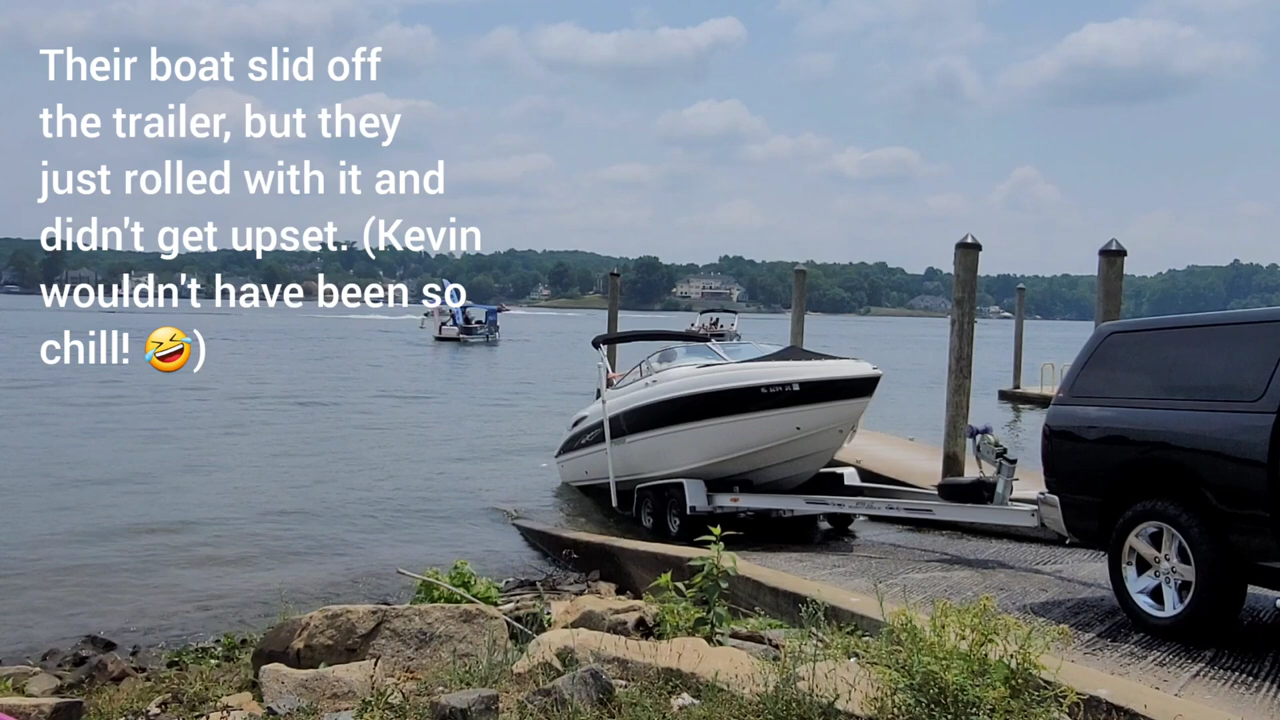 Their boat slid off
the trailer, but they
just rolled with it and
didn't get upset. (Kevin
wouldn't have been so
chill! 🤣)